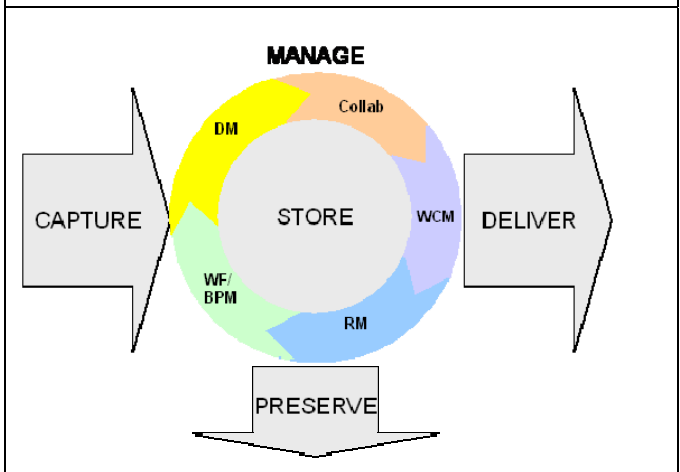 MANAGE
Collab
DM
CAPTURE
STORE
WCM
DELIVER
WF/
BPM
RM
PRESERVE